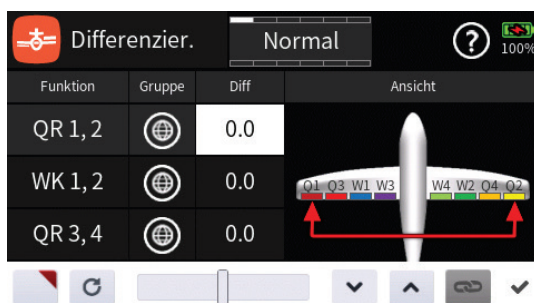 Differenzier. Normal ? 100%
Funktion Gruppe Diff Ansicht
QR 1, 2 0.0
WK 1, 2 0.0
QR 3, 4 0.0
Q1 Q3 W1 W3 W4 W2 Q4 Q2